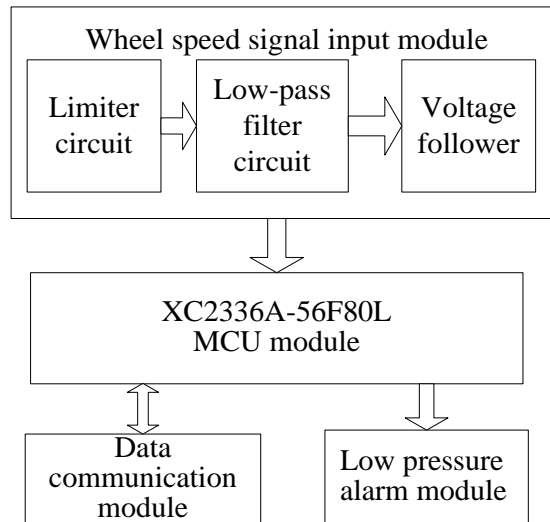 Wheel speed signal input module
Limiter
circuit
Low-pass
filter
circuit
Voltage
follower
XC2336A-56F80L
MCU module
Data
communication
module
Low pressure
alarm module